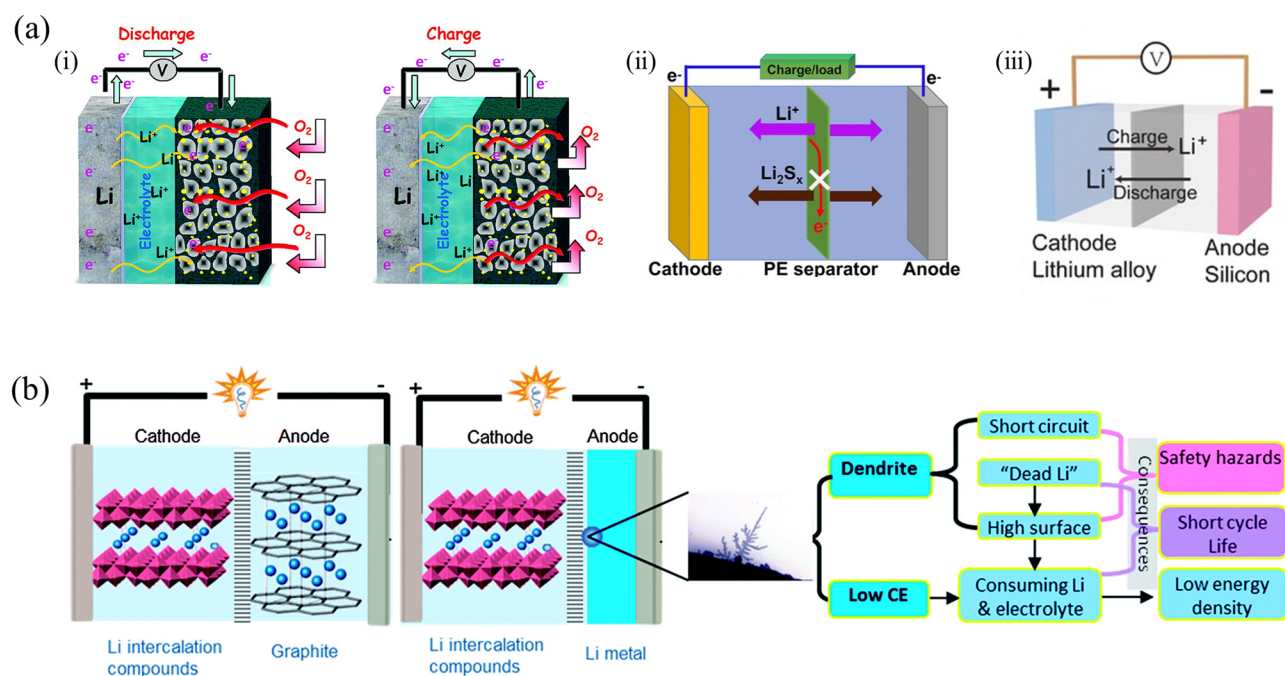 (a)
(i)
Discharge
e-
e-
e-
V
e-
e-
e-
Li
Electrolyte
Li+
Li+
Li
Li+
Li+
Li+
Li+
e-
e-
e-
e-
O2
O2
O2
Charge
e-
e-
e-
V
e-
e-
Li
Electrolyte
Li+
Li+
Li+
Li+
Li+
Li+
e-
e-
e-
e-
O2
O2
O2
(ii)
e-
Charge/load
e-
Li+
Li2Sx
e-
Cathode
PE separator
Anode
(iii)
V
+
-
Charge
Li+
Li+
Discharge
Cathode
Lithium alloy
Anode
Silicon
(b)
+
-
Cathode
Anode
Li intercalation
compounds
Graphite
+
-
Cathode
Anode
Li intercalation
compounds
Li metal
Dendrite
Low CE
Short circuit
“Dead Li”
High surface
Consuming Li
& electrolyte
Consequences
Safety hazards
Short cycle
Life
Low energy
density